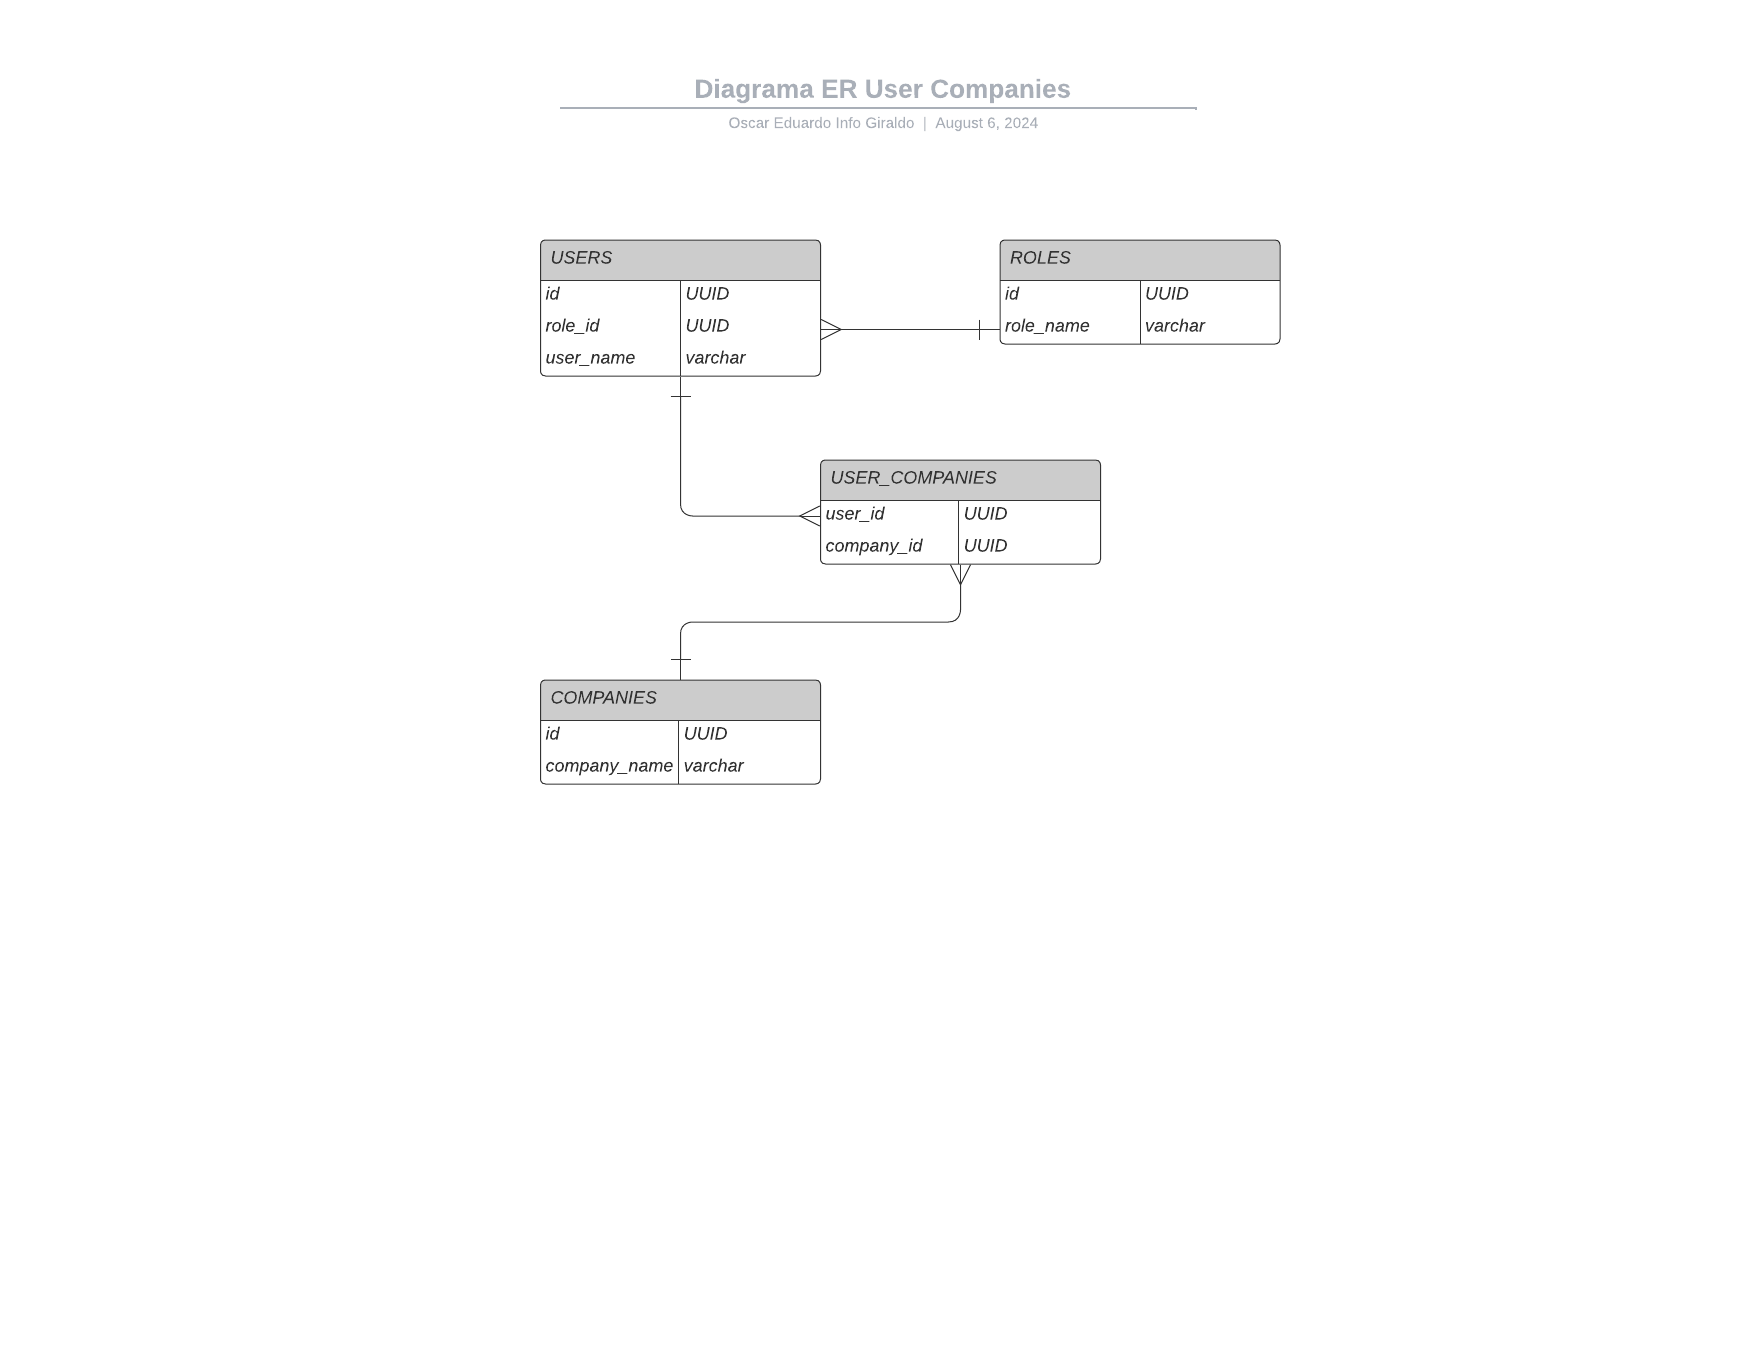 Diagrama ER User Companies
Oscar Eduardo Info Giraldo | August 6, 2024
USERS
id UUID
role_id UUID
user_name varchar
ROLES
id UUID
role_name varchar
USER_COMPANIES
user_id UUID
company_id UUID
COMPANIES
id UUID
company_name varchar